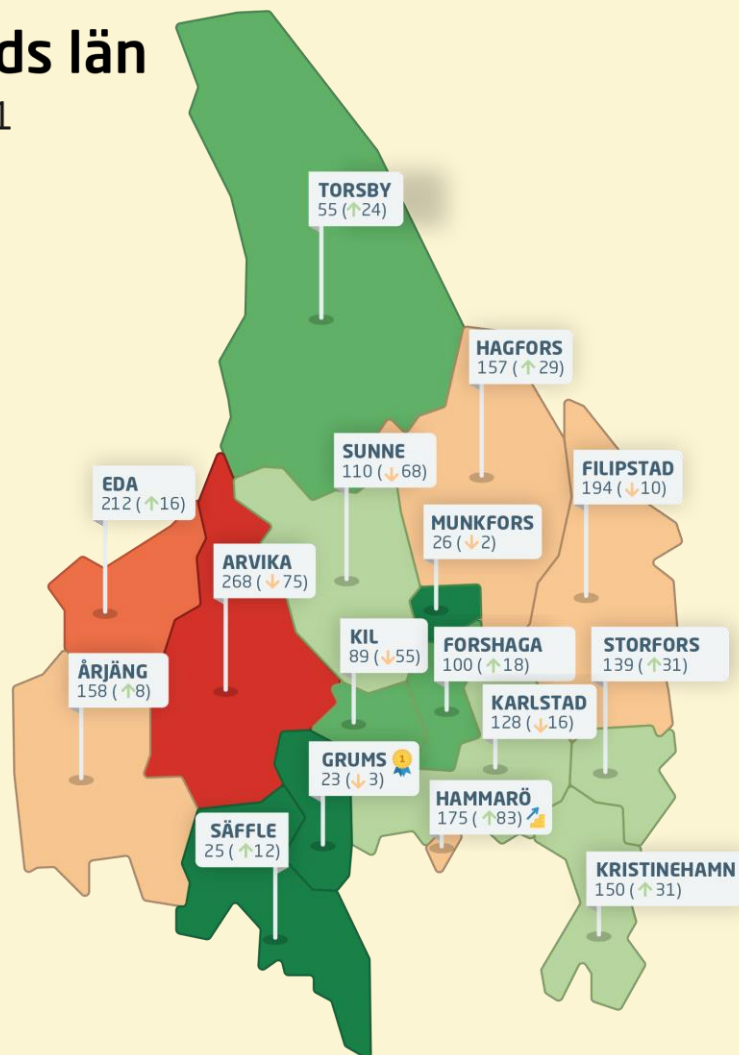 ds län
1
TORSBY
55 (↑24)
HAGFORS
157 (↑29)
SUNNE
110 (↓68)
FILIPSTAD
194 (↓10)
EDA
212 (↑16)
MUNKFORS
26 (↓2)
ARVIKA
268 (↓75)
KIL
89 (↓55)
FORSHAGA
100 (↑18)
STORFORS
139 (↑31)
ÅRJÄNG
158 (↑8)
KARLSTAD
128 (↓16)
GRUMS 1
23 (↓3)
HAMMARÖ
175 (↑83)
SÄFFLE
25 (↑12)
KRISTINEHAMN
150 (↑31)